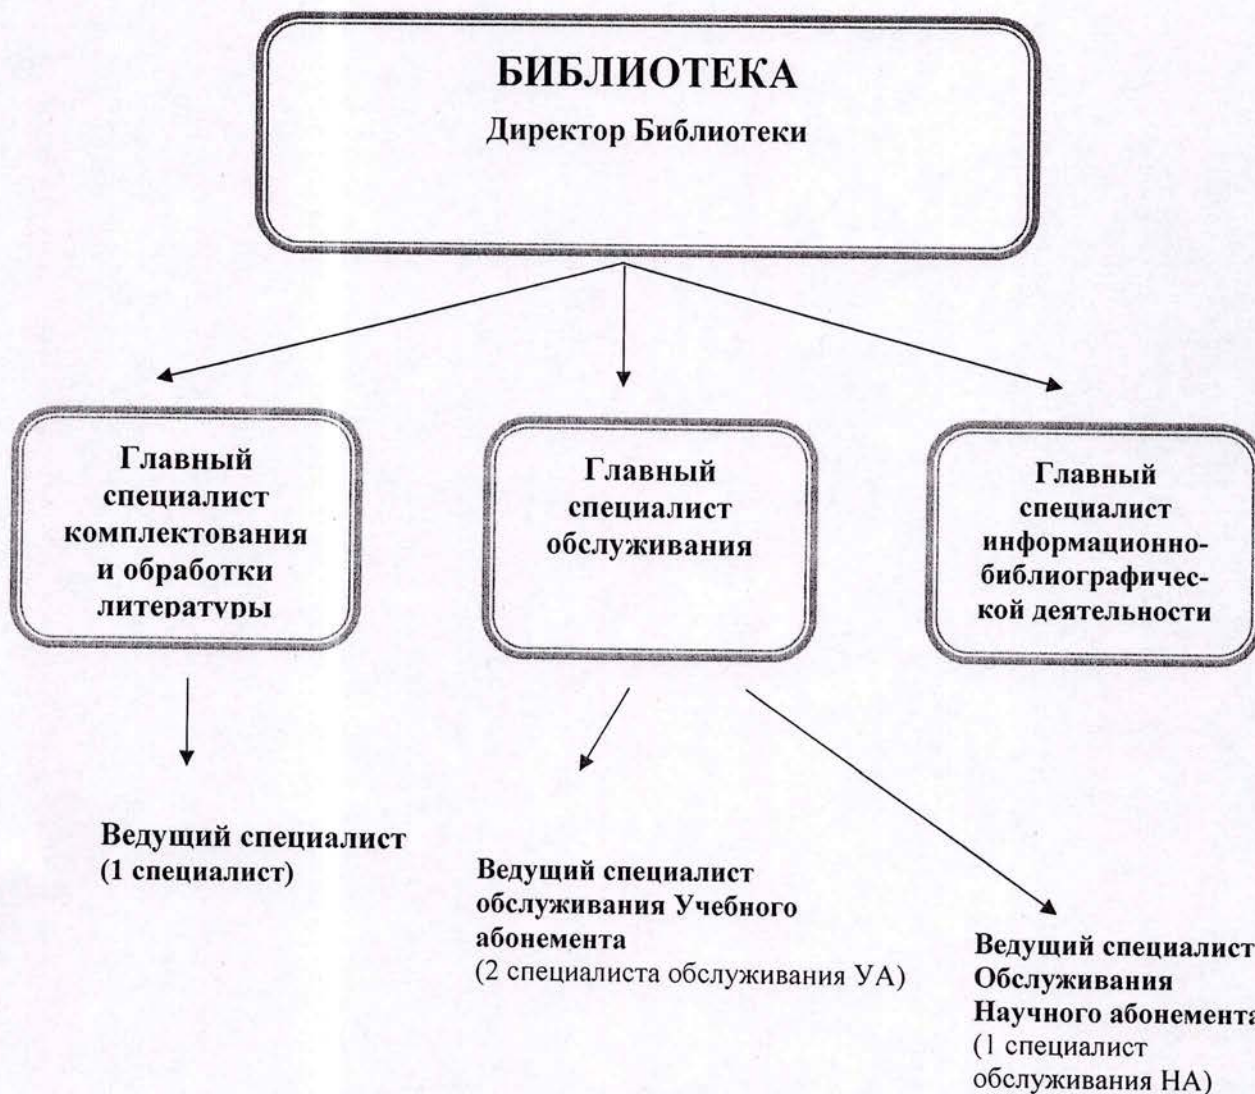 БИБЛИОТЕКА
Директор Библиотеки
Главный
специалист
комплектования
и обработки
литературы
Главный
специалист
обслуживания
Главный
специалист
информационно-
библиографичес-
кой деятельности
Ведущий специалист
(1 специалист)
Ведущий специалист
обслуживания Учебного
абонемента
(2 специалиста обслуживания УА)
Ведущий специалист
Обслуживания
Научного абонемента
(1 специалист
обслуживания НА)